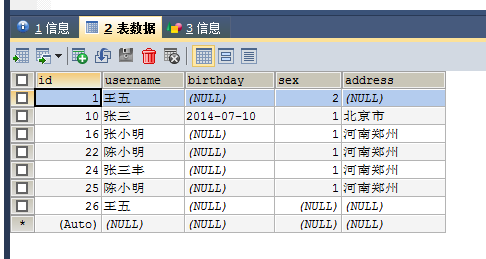 1 信息 2 表数据 3 信息
id username birthday sex address
1 王五 (NULL) 2 (NULL)
10 张三 2014-07-10 1 北京市
16 张小明 (NULL) 1 河南郑州
22 陈小明 (NULL) 1 河南郑州
24 张三丰 (NULL) 1 河南郑州
25 陈小明 (NULL) 1 河南郑州
26 王五 (NULL) (NULL) (NULL)
* (Auto) (NULL) (NULL) (NULL) (NULL)